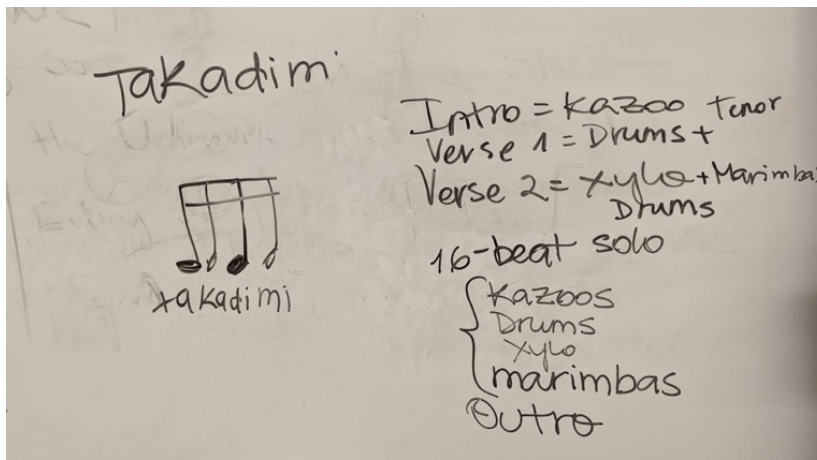 Takadimi
takadimi
Intro = Kazoo Tenor
Verse 1 = Drums +
Verse 2 = Xylo + Marimba
Drums
16-beat solo
Kazoos
Drums
Xylo
marimbas
Outro